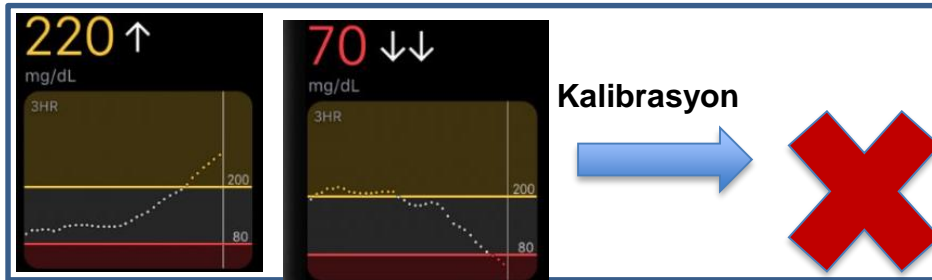 220 ↑
mg/dL
3HR
200
80
70 ↓↓
mg/dL
3HR
200
80
Kalibrasyon